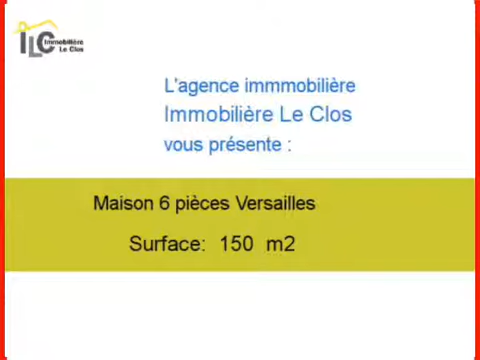 ILC Immobilière
Le Clos
L'agence immmobilière
Immobilière Le Clos
vous présente :
Maison 6 pièces Versailles
Surface: 150 m2